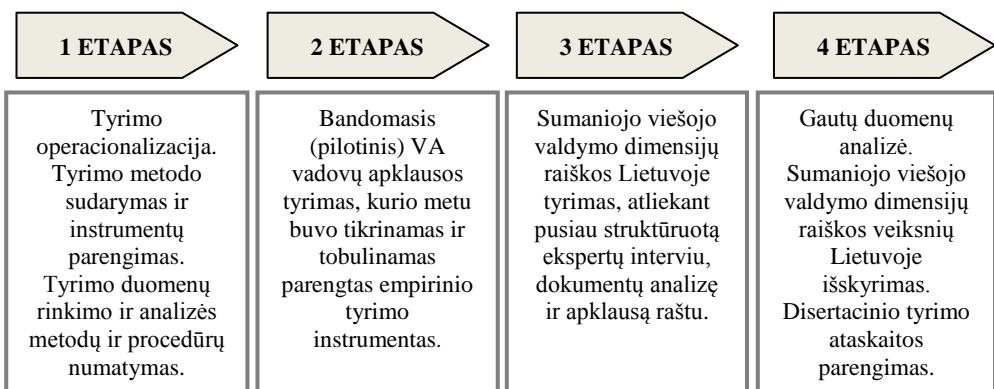 1 ETAPAS
2 ETAPAS
3 ETAPAS
4 ETAPAS
Tyrimo
operacionalizacija.
Tyrimo metodo
sudarymas ir
instrumentų
parengimas.
Tyrimo duomenų
rinkimo ir analizės
metodų ir procedūrų
numatymas.
Bandomasis
(pilotinis) VA
vadovų apklausos
tyrimas, kurio metu
buvo tikrinamas ir
tobulinamas
parengtas empirinio
tyrimo
instrumentas.
Sumaniojo viešojo
valdymo dimensijų
raiškos Lietuvoje
tyrimas, atliekant
pusiau struktūruotą
ekspertų interviu,
dokumentų analizę
ir apklausą raštu.
Gautų duomenų
analizė.
Sumaniojo viešojo
valdymo dimensijų
raiškos veiksnių
Lietuvoje
išskyrimas.
Disertacinio tyrimo
ataskaitos
parengimas.